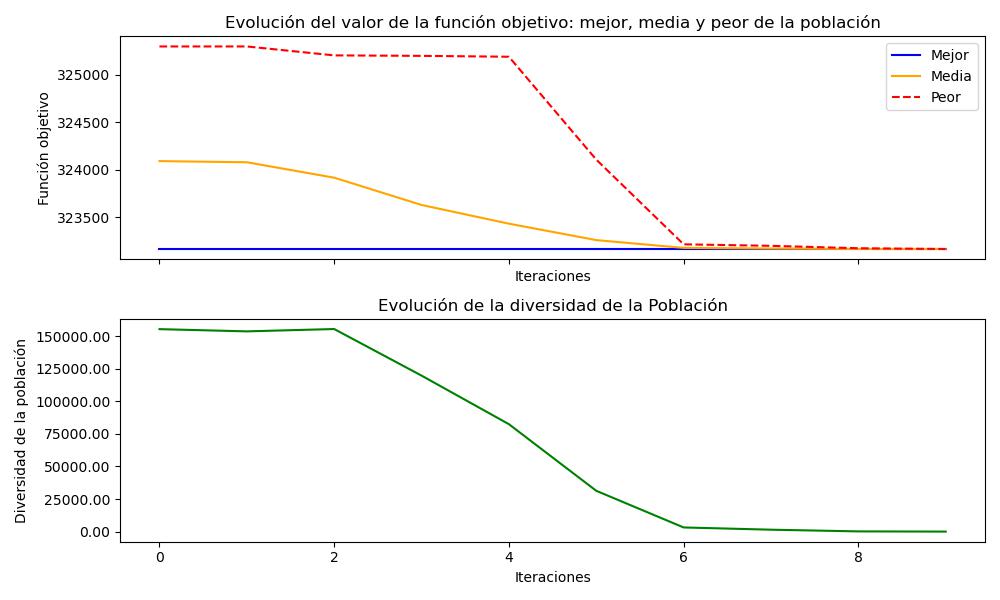 Evolución del valor de la función objetivo: mejor, media y peor de la población
Función objetivo
325000
324500
324000
323500
Mejor
Media
Peor
Iteraciones
Evolución de la diversidad de la Población
Diversidad de la población
150000.00
125000.00
100000.00
75000.00
50000.00
25000.00
0.00
0 2 4 6 8
Iteraciones